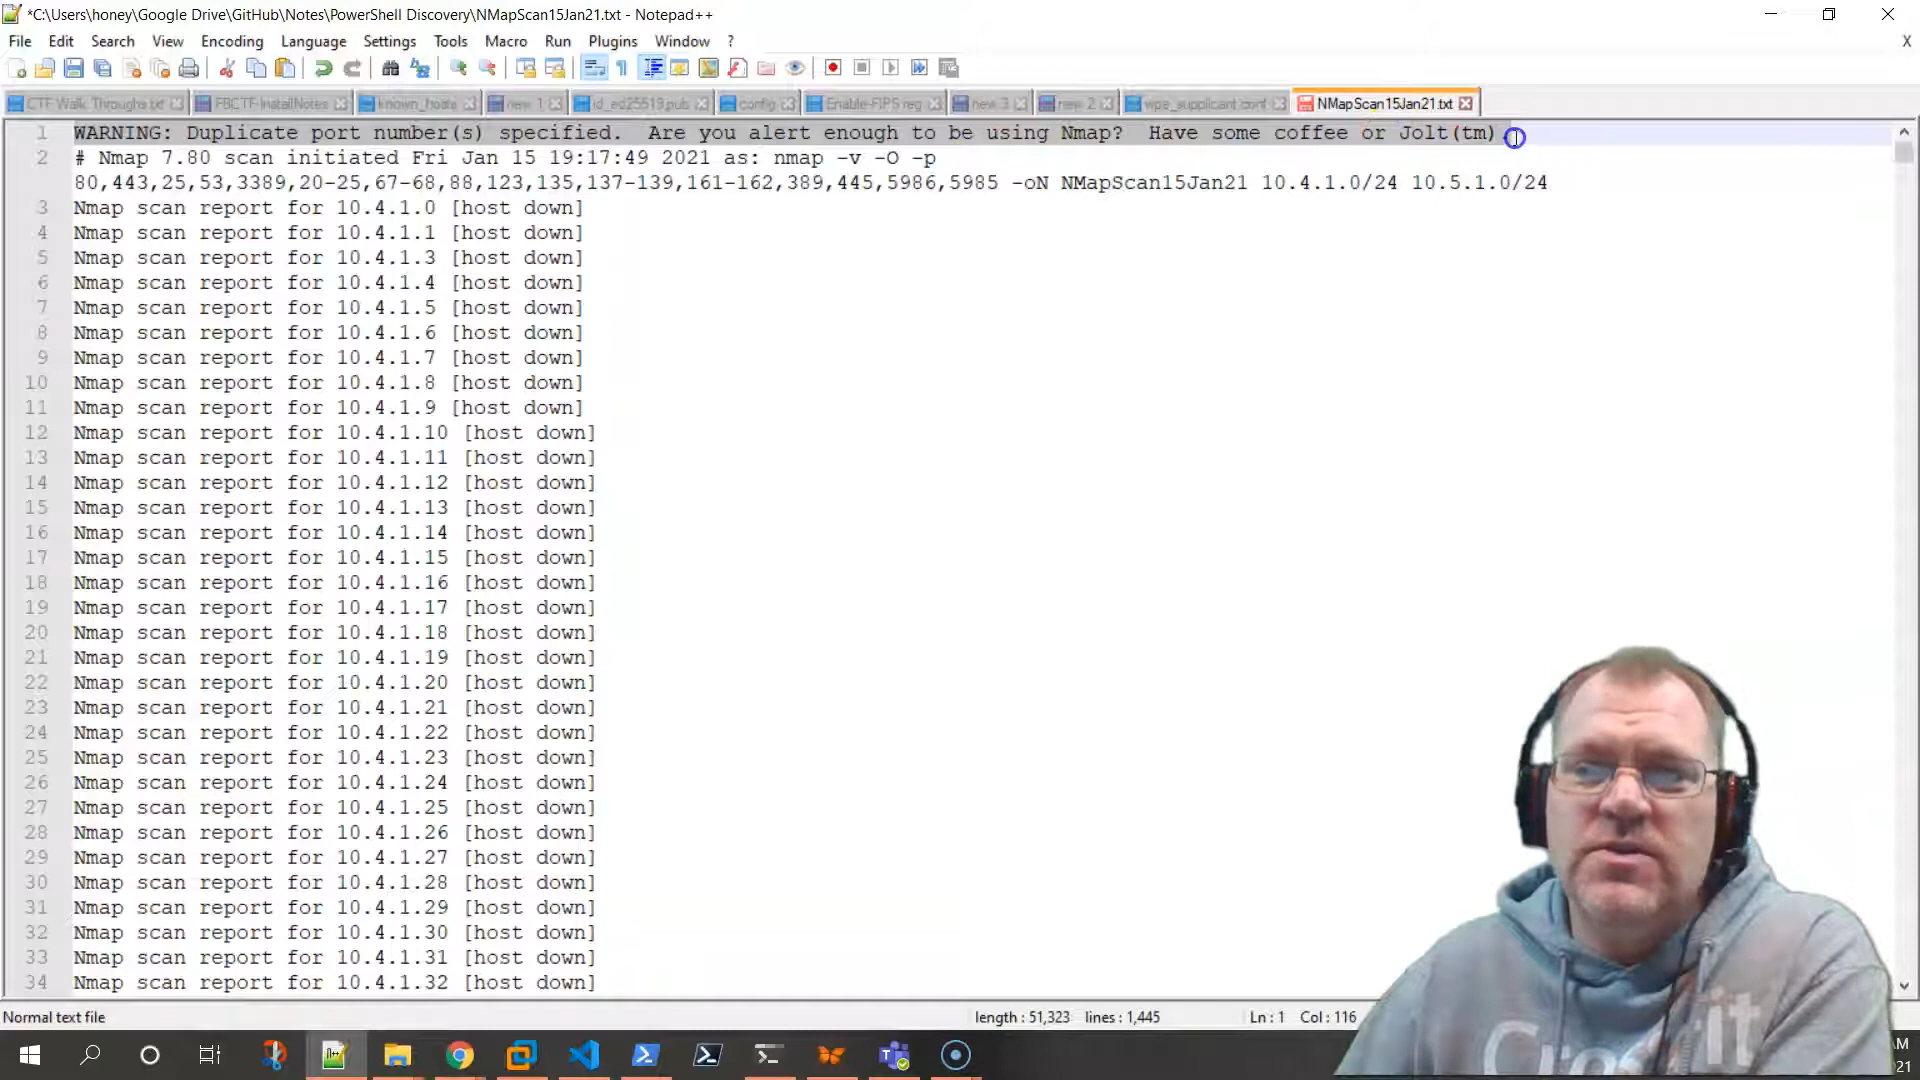 *C:\Users\honey\Google Drive\GitHub\Notes\PowerShell Discovery\NMapScan15Jan21.txt - Notepad++
File Edit Search View Encoding Language Settings Tools Macro Run Plugins Window ? X
CTF Walk Throughs.txt FBCTF-InstallNotes known_hosts new 1 id_ed25519.pub config Enable-FIPS.reg new 3 new 2 wpa_supplicant.conf NMapScan15Jan21.txt
1 WARNING: Duplicate port number(s) specified.  Are you alert enough to be using Nmap?  Have some coffee or Jolt(tm).
2 # Nmap 7.80 scan initiated Fri Jan 15 19:17:49 2021 as: nmap -v -O -p
80,443,25,53,3389,20-25,67-68,88,123,135,137-139,161-162,389,445,5986,5985 -oN NMapScan15Jan21 10.4.1.0/24 10.5.1.0/24
3 Nmap scan report for 10.4.1.0 [host down]
4 Nmap scan report for 10.4.1.1 [host down]
5 Nmap scan report for 10.4.1.3 [host down]
6 Nmap scan report for 10.4.1.4 [host down]
7 Nmap scan report for 10.4.1.5 [host down]
8 Nmap scan report for 10.4.1.6 [host down]
9 Nmap scan report for 10.4.1.7 [host down]
10 Nmap scan report for 10.4.1.8 [host down]
11 Nmap scan report for 10.4.1.9 [host down]
12 Nmap scan report for 10.4.1.10 [host down]
13 Nmap scan report for 10.4.1.11 [host down]
14 Nmap scan report for 10.4.1.12 [host down]
15 Nmap scan report for 10.4.1.13 [host down]
16 Nmap scan report for 10.4.1.14 [host down]
17 Nmap scan report for 10.4.1.15 [host down]
18 Nmap scan report for 10.4.1.16 [host down]
19 Nmap scan report for 10.4.1.17 [host down]
20 Nmap scan report for 10.4.1.18 [host down]
21 Nmap scan report for 10.4.1.19 [host down]
22 Nmap scan report for 10.4.1.20 [host down]
23 Nmap scan report for 10.4.1.21 [host down]
24 Nmap scan report for 10.4.1.22 [host down]
25 Nmap scan report for 10.4.1.23 [host down]
26 Nmap scan report for 10.4.1.24 [host down]
27 Nmap scan report for 10.4.1.25 [host down]
28 Nmap scan report for 10.4.1.26 [host down]
29 Nmap scan report for 10.4.1.27 [host down]
30 Nmap scan report for 10.4.1.28 [host down]
31 Nmap scan report for 10.4.1.29 [host down]
32 Nmap scan report for 10.4.1.30 [host down]
33 Nmap scan report for 10.4.1.31 [host down]
34 Nmap scan report for 10.4.1.32 [host down]
Normal text file length : 51,323 lines : 1,445 Ln : 1 Col : 116